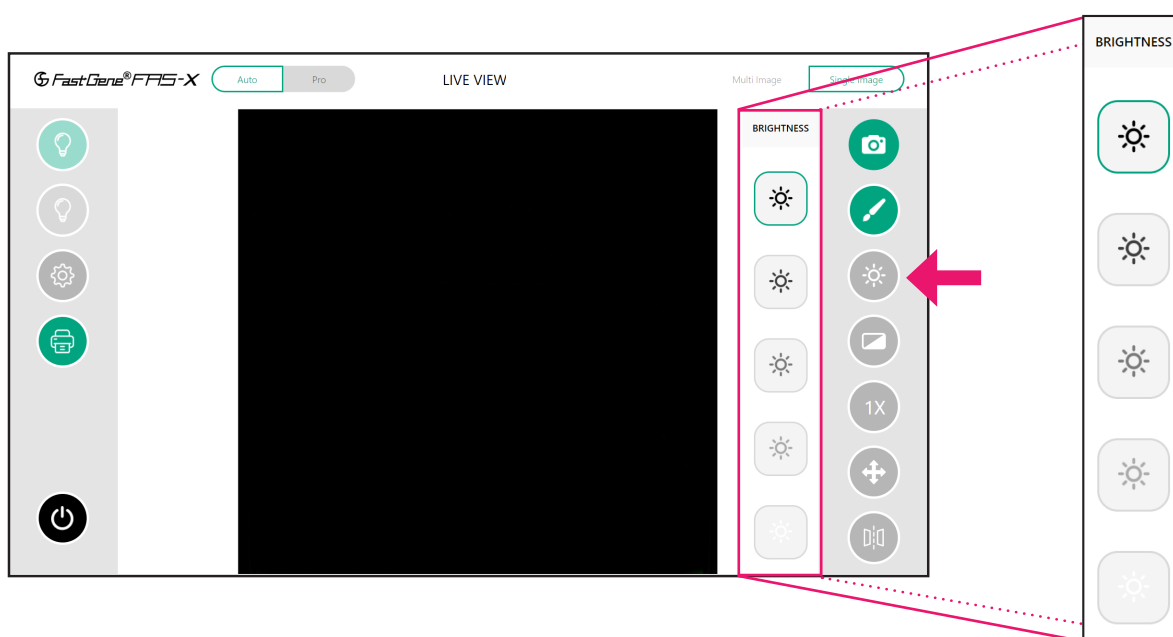 FastGene® FAS-X
Auto
Pro
LIVE VIEW
Multi Image
Single Image
BRIGHTNESS
1X
BRIGHTNESS